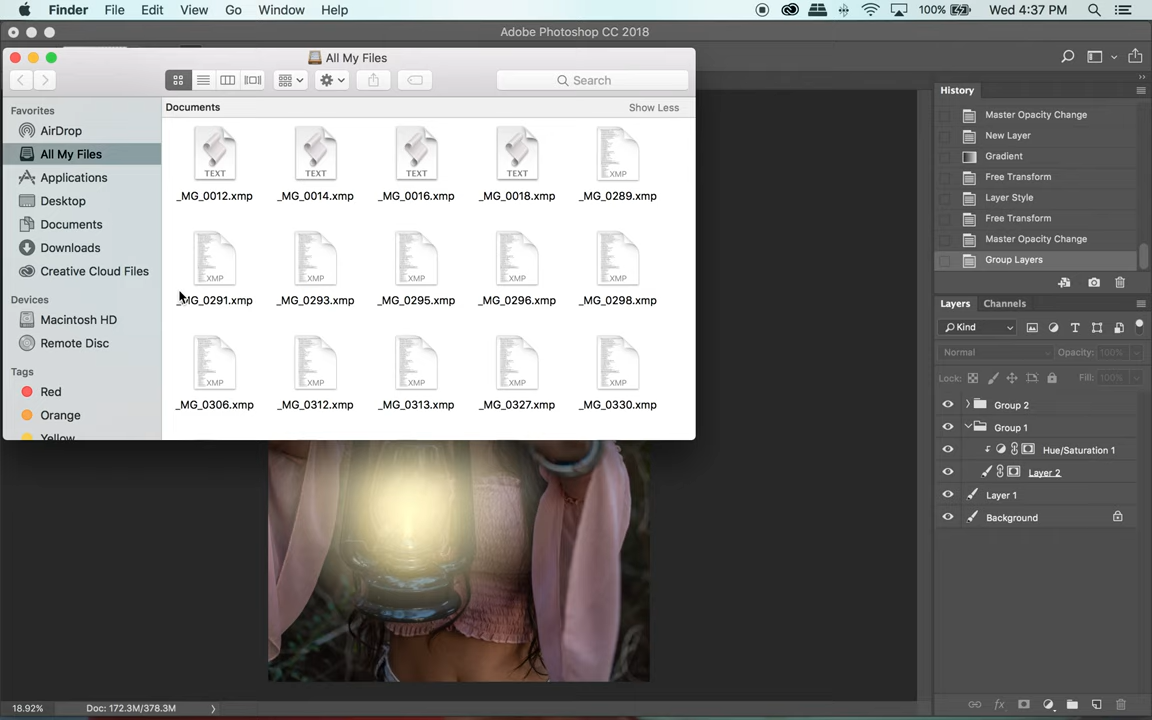 Finder File Edit View Go Window Help 100% Wed 4:37 PM
Adobe Photoshop CC 2018
All My Files
Search
Favorites
AirDrop
All My Files
Applications
Desktop
Documents
Downloads
Creative Cloud Files
Devices
Macintosh HD
Remote Disc
Tags
Red
Orange
Yellow
Documents Show Less
TEXT TEXT TEXT TEXT
_MG_0012.xmp _MG_0014.xmp _MG_0016.xmp _MG_0018.xmp _MG_0289.xmp
XMP XMP XMP XMP XMP XMP
_MG_0291.xmp _MG_0293.xmp _MG_0295.xmp _MG_0296.xmp _MG_0298.xmp
XMP XMP XMP XMP XMP
_MG_0306.xmp _MG_0312.xmp _MG_0313.xmp _MG_0327.xmp _MG_0330.xmp
History
Master Opacity Change
New Layer
Gradient
Free Transform
Layer Style
Free Transform
Master Opacity Change
Group Layers
Layers Channels
Kind
Normal Opacity: 100%
Lock: Fill: 100%
Group 2
Group 1
Hue/Saturation 1
Layer 2
Layer 1
Background
18.92% Doc: 172.3M/378.3M